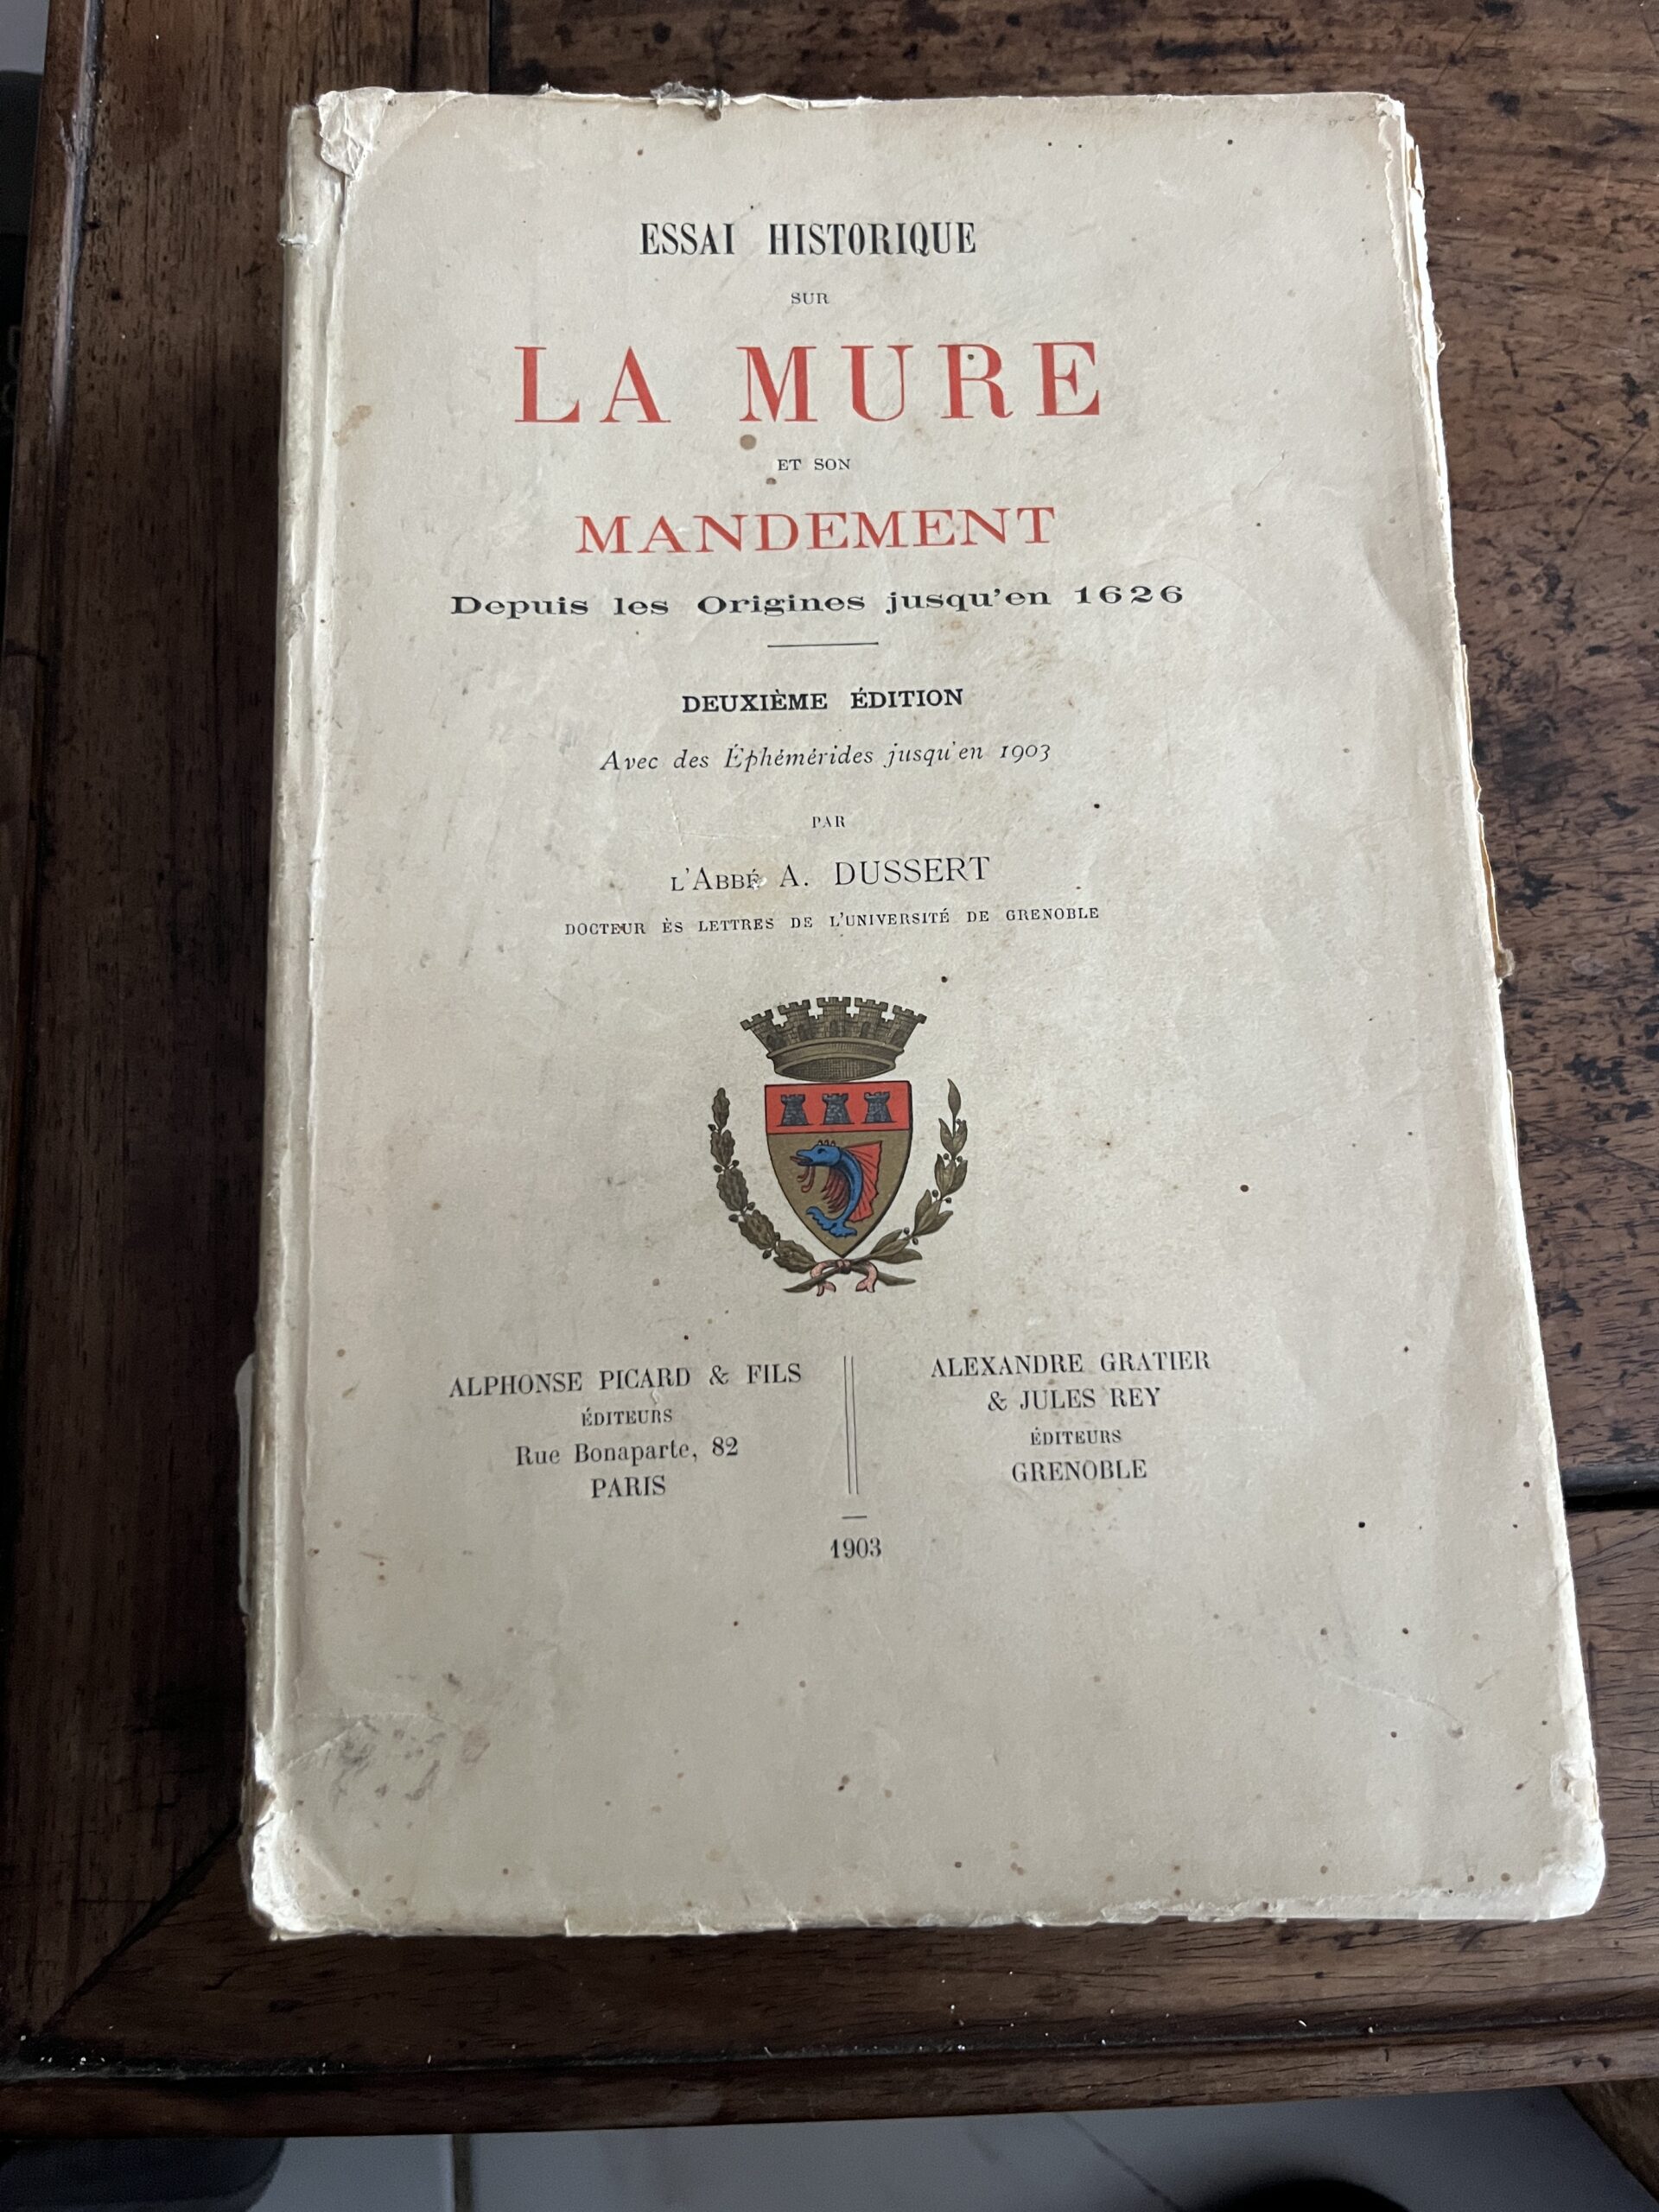 ESSAI HISTORIQUE
SUR
LA MURE
ET SON
MANDEMENT
Depuis les Origines jusqu'en 1626
DEUXIÈME ÉDITION
Avec des Éphémérides jusqu'en 1903
PAR
L'ABBÉ A. DUSSERT
DOCTEUR ÈS LETTRES DE L'UNIVERSITÉ DE GRENOBLE
ALPHONSE PICARD & FILS
ÉDITEURS
Rue Bonaparte, 82
PARIS
ALEXANDRE GRATIER
& JULES REY
ÉDITEURS
GRENOBLE
1903